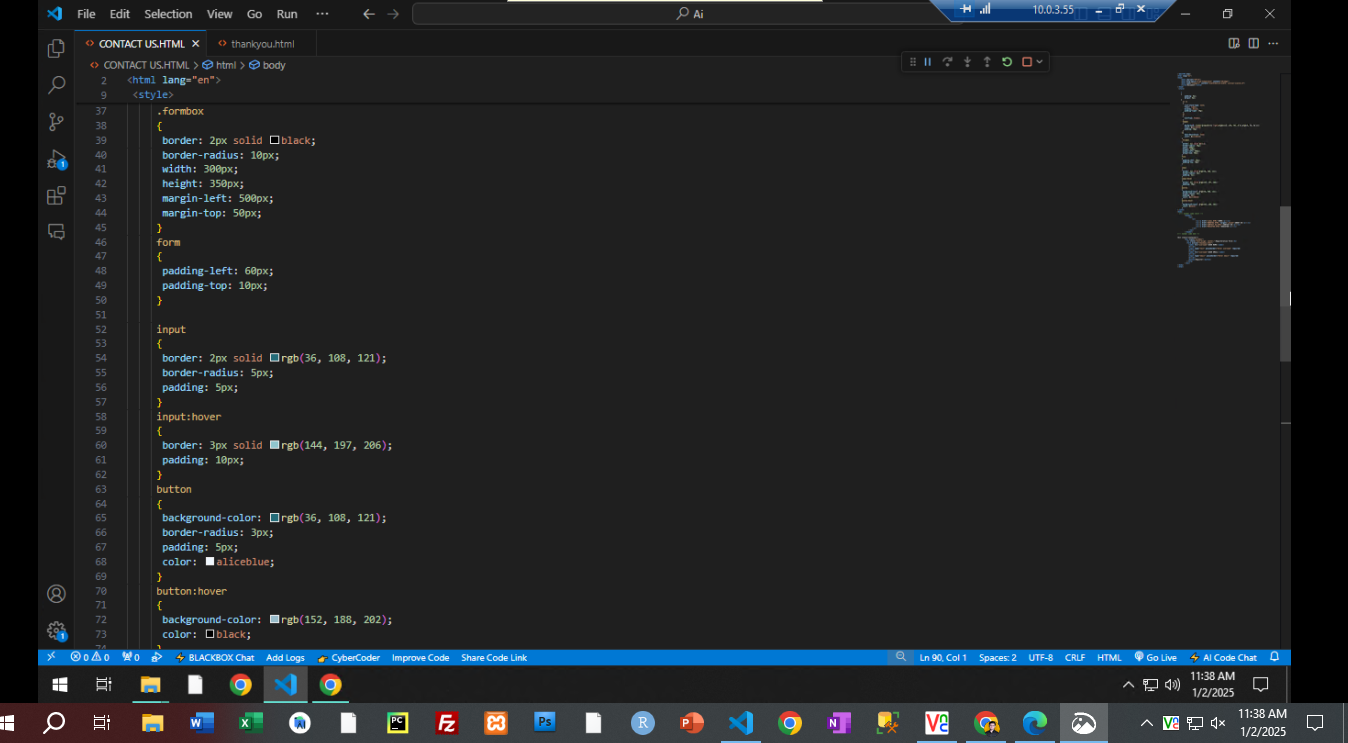 File Edit Selection View Go Run ··· Ai 10.0.3.55
CONTACT US.HTML thankyou.html
CONTACT US.HTML > html > body
2 <html lang="en">
9 <style>
37 .formbox
38 {
39 border: 2px solid black;
40 border-radius: 10px;
41 width: 300px;
42 height: 350px;
43 margin-left: 500px;
44 margin-top: 50px;
45 }
46 form
47 {
48 padding-left: 60px;
49 padding-top: 10px;
50 }
51
52 input
53 {
54 border: 2px solid rgb(36, 108, 121);
55 border-radius: 5px;
56 padding: 5px;
57 }
58 input:hover
59 {
60 border: 3px solid rgb(144, 197, 206);
61 padding: 10px;
62 }
63 button
64 {
65 background-color: rgb(36, 108, 121);
66 border-radius: 3px;
67 padding: 5px;
68 color: aliceblue;
69 }
70 button:hover
71 {
72 background-color: rgb(152, 188, 202);
73 color: black;
74 }
0 0 0 BLACKBOX Chat Add Logs CyberCoder Improve Code Share Code Link Ln 90, Col 1 Spaces: 2 UTF-8 CRLF HTML Go Live AI Code Chat
11:38 AM
1/2/2025
11:38 AM
1/2/2025